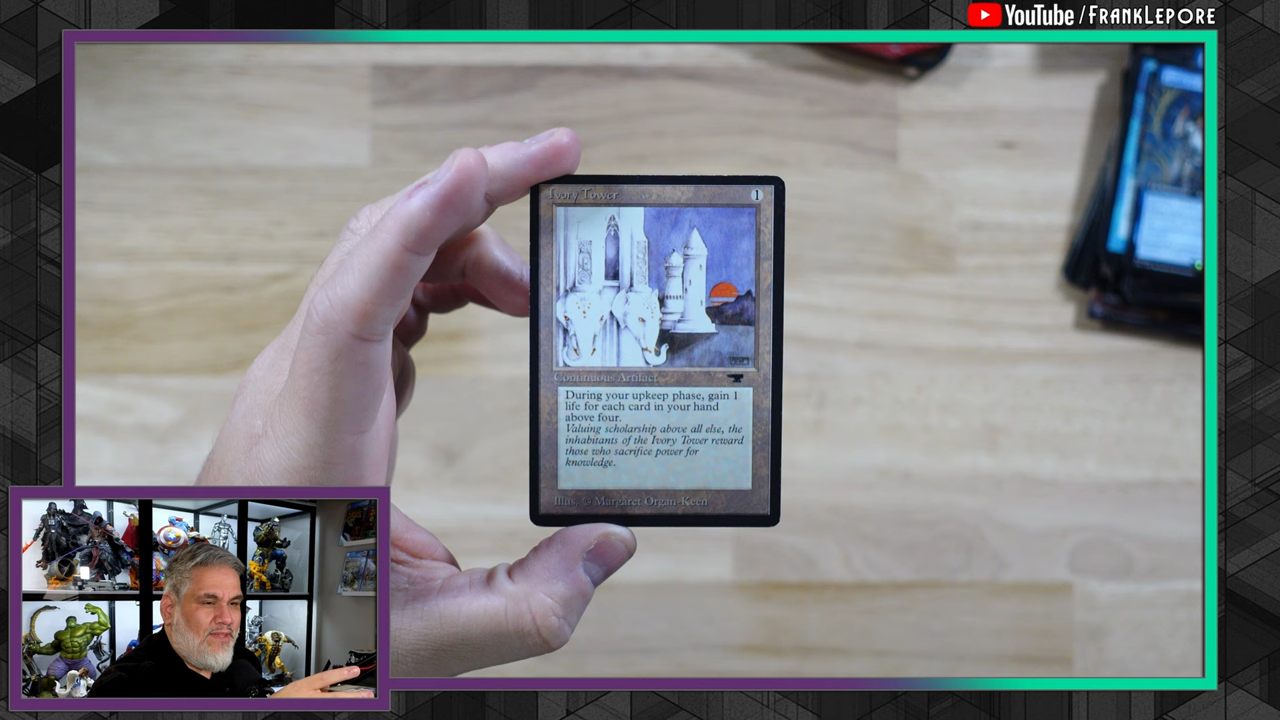 YouTube /FrankLepore
Ivory Tower 1
Continuous Artifact
During your upkeep phase, gain 1
life for each card in your hand
above four.
Valuing scholarship above all else, the
inhabitants of the Ivory Tower reward
those who sacrifice power for
knowledge.
Illus. © Margaret Organ-Kean